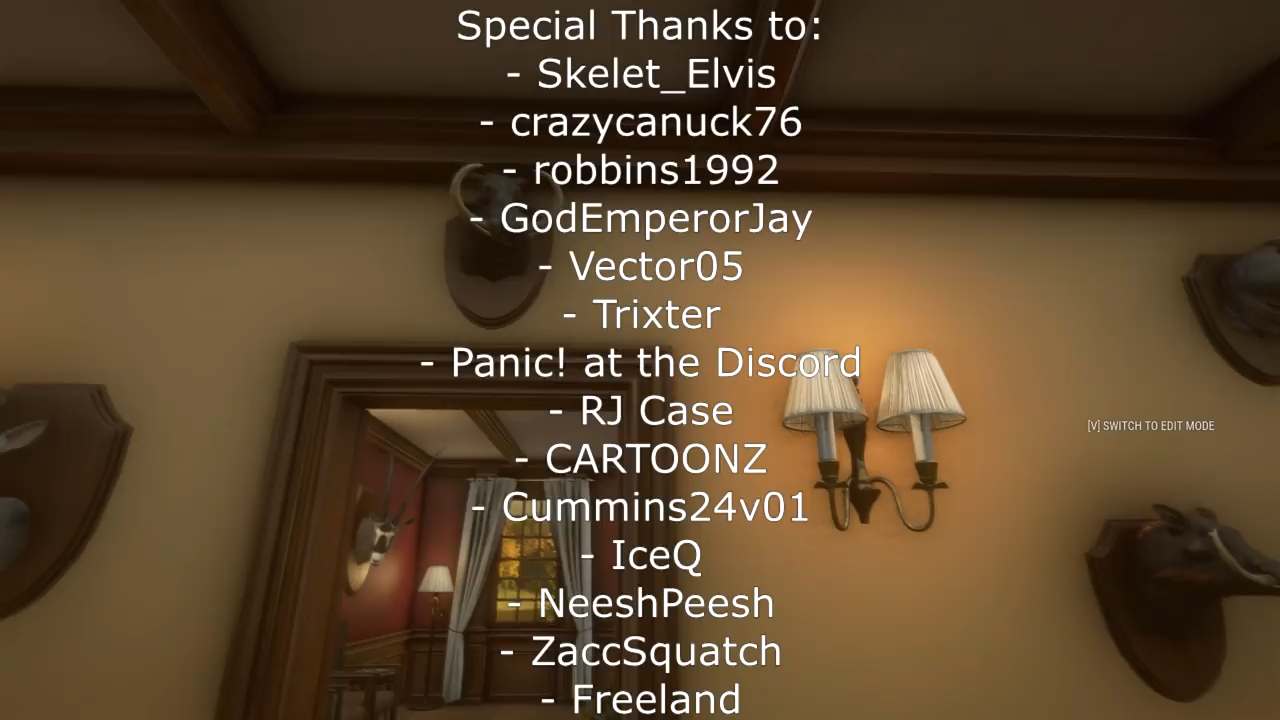 Special Thanks to:
- Skelet_Elvis
- crazycanuck76
- robbins1992
- GodEmperorJay
- Vector05
- Trixter
- Panic! at the Discord
- RJ Case
- CARTOONZ
- Cummins24v01
- IceQ
- NeeshPeesh
- ZaccSquatch
- Freeland
[V] SWITCH TO EDIT MODE